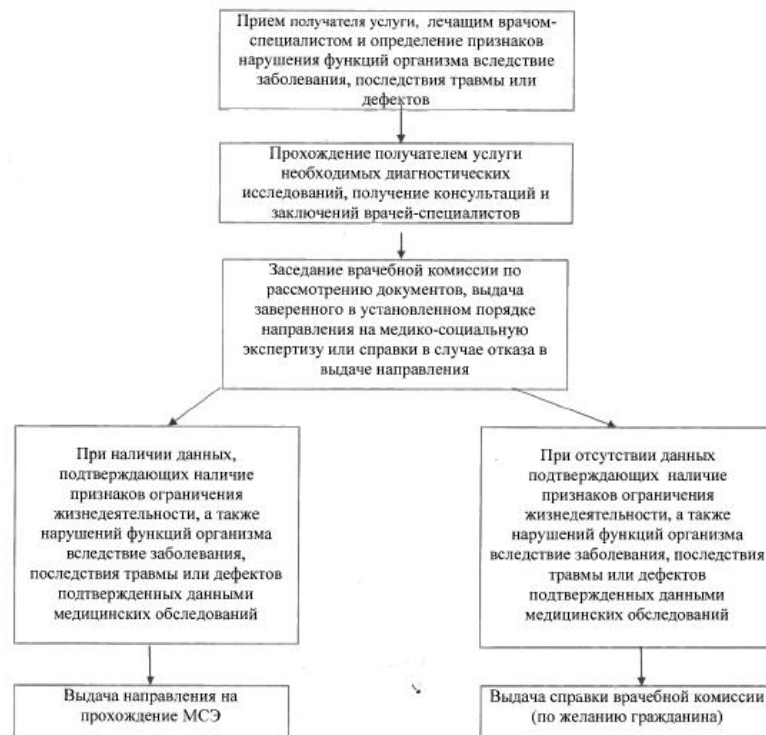 Прием получателя услуги, лечащим врачом-
специалистом и определение признаков
нарушения функций организма вследствие
заболевания, последствия травмы или
дефектов
Прохождение получателем услуги
необходимых диагностических
исследований, получение консультаций и
заключений врачей-специалистов
Заседание врачебной комиссии по
рассмотрению документов, выдача
заверенного в установленном порядке
направления на медико-социальную
экспертизу или справки в случае отказа в
выдаче направления
При наличии данных,
подтверждающих наличие
признаков ограничения
жизнедеятельности, а также
нарушений функций организма
вследствие заболевания,
последствия травмы или дефектов
подтвержденных данными
медицинских обследований
При отсутствии данных
подтверждающих наличие
признаков ограничения
жизнедеятельности, а также
нарушений функций организма
вследствие заболевания, последствия
травмы или дефектов
подтвержденных данными
медицинских обследований
Выдача направления на
прохождение МСЭ
Выдача справки врачебной комиссии
(по желанию гражданина)